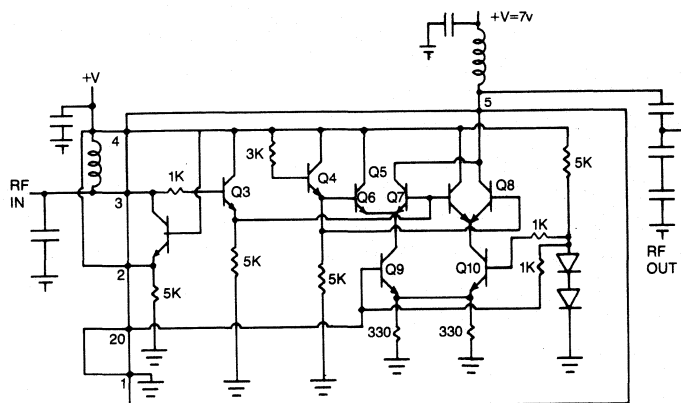 +V=7v
+V
5
4
3K
Q5
5K
RF
IN
3
1K
Q3
Q4
Q6
Q7
Q8
1K
RF
OUT
2
5K
5K
5K
Q9
Q10
1K
20
330
330
1